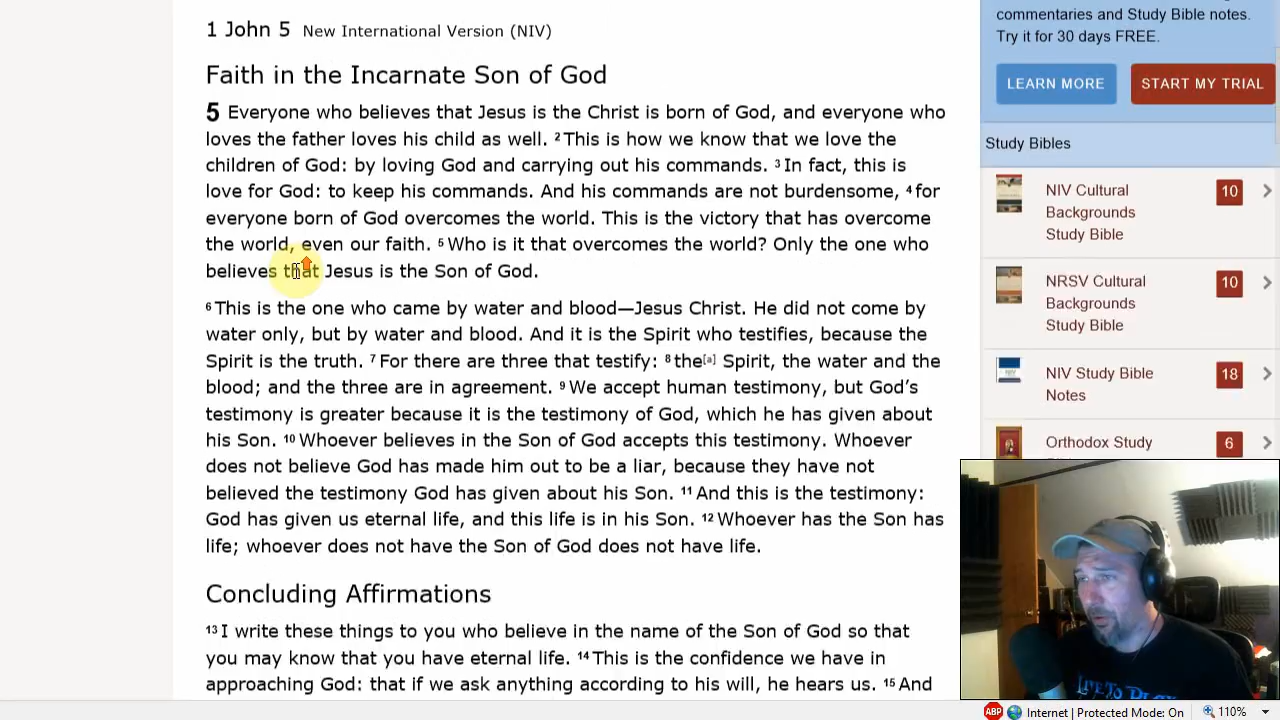 1 John 5 New International Version (NIV)
Faith in the Incarnate Son of God
5 Everyone who believes that Jesus is the Christ is born of God, and everyone who
loves the father loves his child as well. 2 This is how we know that we love the
children of God: by loving God and carrying out his commands. 3 In fact, this is
love for God: to keep his commands. And his commands are not burdensome, 4 for
everyone born of God overcomes the world. This is the victory that has overcome
the world, even our faith. 5 Who is it that overcomes the world? Only the one who
believes that Jesus is the Son of God.
6 This is the one who came by water and blood—Jesus Christ. He did not come by
water only, but by water and blood. And it is the Spirit who testifies, because the
Spirit is the truth. 7 For there are three that testify: 8 the[a] Spirit, the water and the
blood; and the three are in agreement. 9 We accept human testimony, but God’s
testimony is greater because it is the testimony of God, which he has given about
his Son. 10 Whoever believes in the Son of God accepts this testimony. Whoever
does not believe God has made him out to be a liar, because they have not
believed the testimony God has given about his Son. 11 And this is the testimony:
God has given us eternal life, and this life is in his Son. 12 Whoever has the Son has
life; whoever does not have the Son of God does not have life.
Concluding Affirmations
13 I write these things to you who believe in the name of the Son of God so that
you may know that you have eternal life. 14 This is the confidence we have in
approaching God: that if we ask anything according to his will, he hears us. 15 And
commentaries and Study Bible notes.
Try it for 30 days FREE.
LEARN MORE
START MY TRIAL
Study Bibles
NIV Cultural
Backgrounds
Study Bible
10
NRSV Cultural
Backgrounds
Study Bible
10
NIV Study Bible
Notes
18
Orthodox Study
6
LIVE TO
ABP Internet | Protected Mode: On
110%